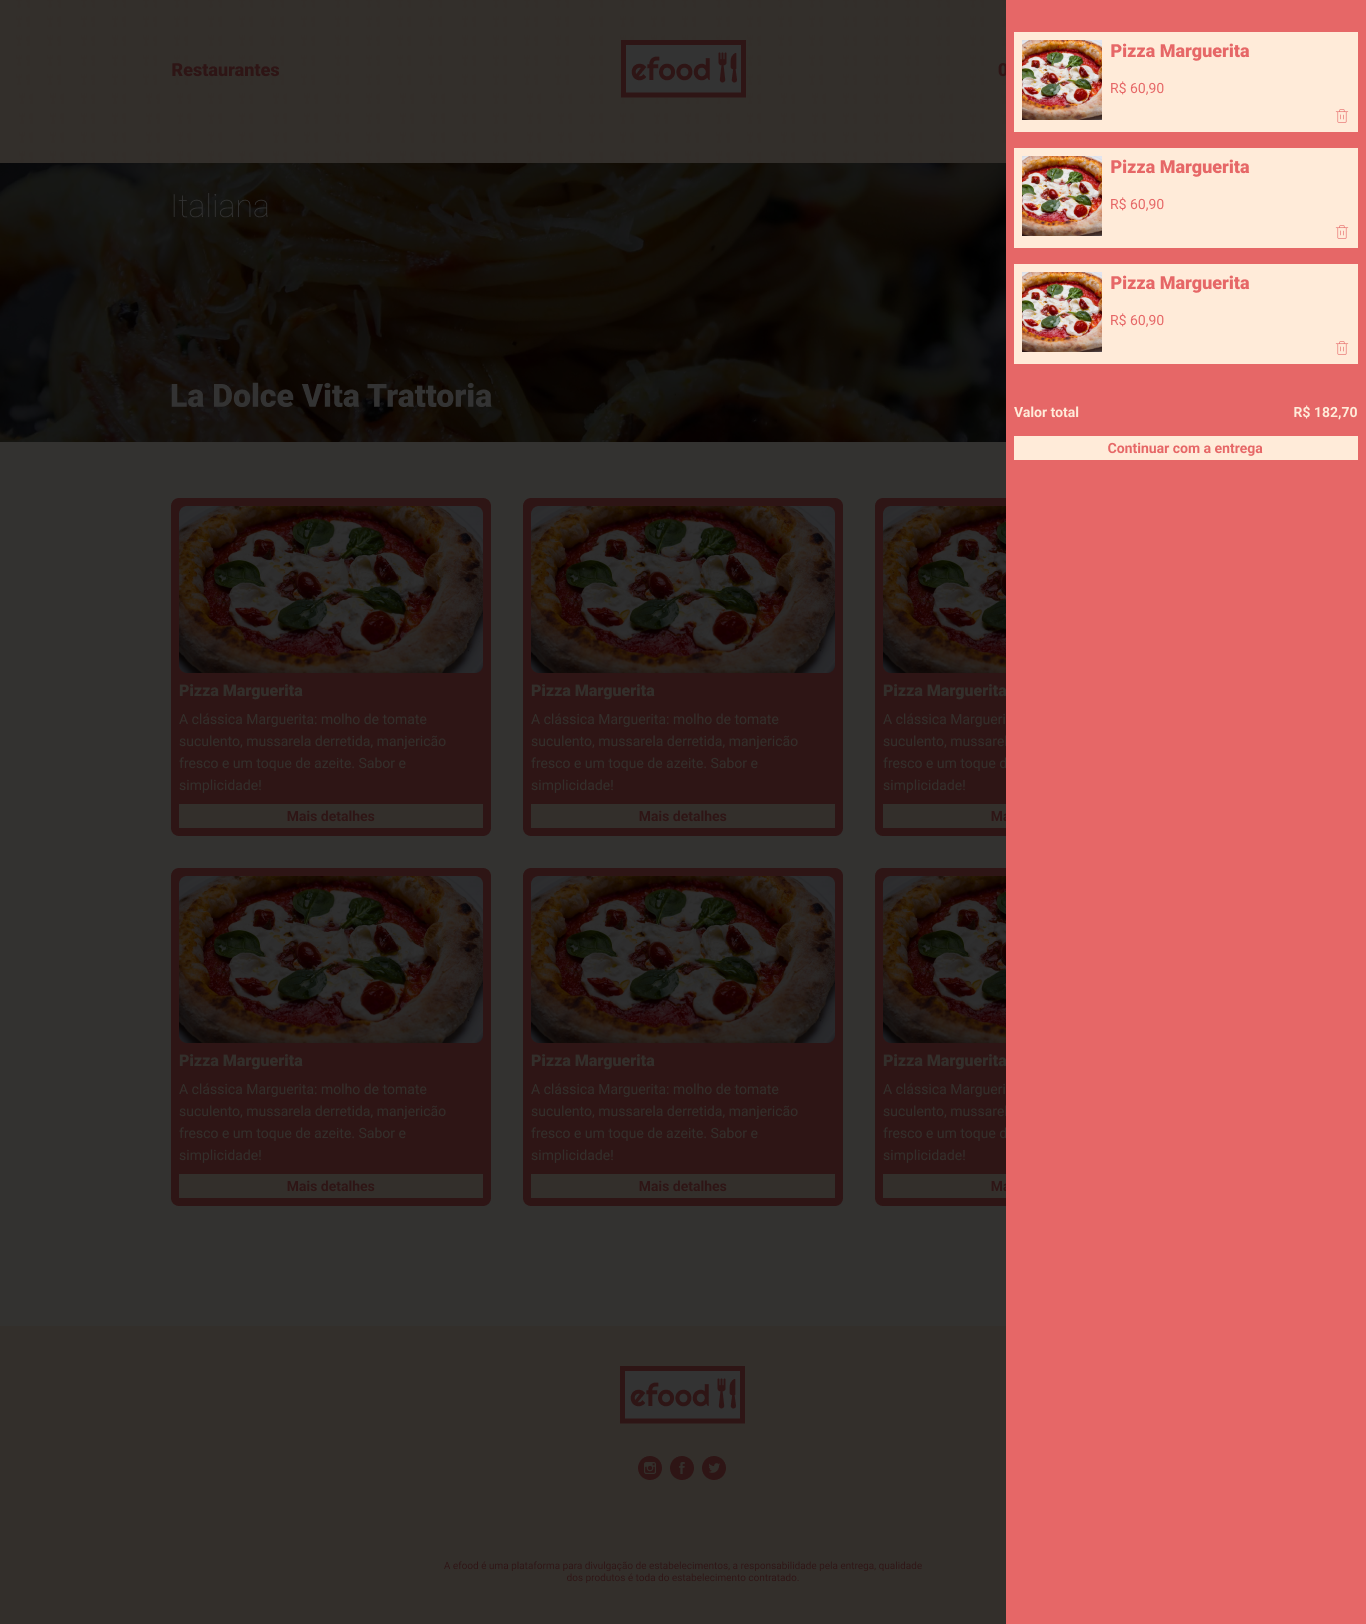 Restaurantes
efood
Italiana
La Dolce Vita Trattoria
Pizza Marguerita
R$ 60,90
Pizza Marguerita
R$ 60,90
Pizza Marguerita
R$ 60,90
Valor total
R$ 182,70
Continuar com a entrega
Pizza Marguerita
A clássica Marguerita: molho de tomate
suculento, mussarela derretida, manjericão
fresco e um toque de azeite. Sabor e
simplicidade!
Mais detalhes
Pizza Marguerita
A clássica Marguerita: molho de tomate
suculento, mussarela derretida, manjericão
fresco e um toque de azeite. Sabor e
simplicidade!
Mais detalhes
Pizza Marguerita
A clássica
suculento,
fresco e um toque
simplicidade!
Pizza Marguerita
A clássica Marguerita: molho de tomate
suculento, mussarela derretida, manjericão
fresco e um toque de azeite. Sabor e
simplicidade!
Mais detalhes
Pizza Marguerita
A clássica Marguerita: molho de tomate
suculento, mussarela derretida, manjericão
fresco e um toque de azeite. Sabor e
simplicidade!
Mais detalhes
Pizza Marguerita
A clássica
suculento,
fresco e um toque
simplicidade!
efood
A efood é uma plataforma para divulgação de estabelecimentos, a responsabilidade pela entrega, qualidade
dos produtos é toda do estabelecimento contratado.